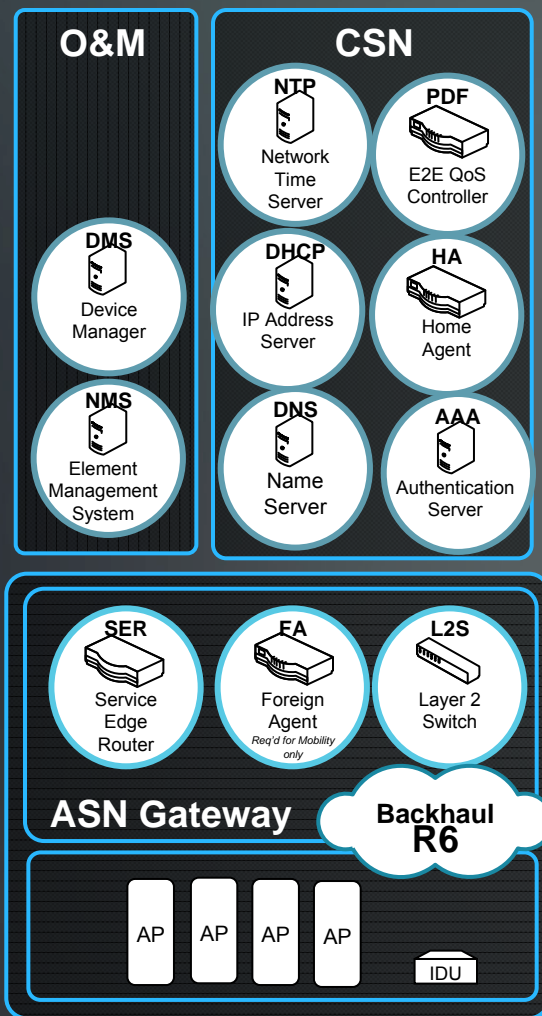 O&M
DMS
Device
Manager
NMS
Element
Management
System
CSN
NTP
Network
Time
Server
PDF
E2E QoS
Controller
DHCP
IP Address
Server
HA
Home
Agent
DNS
Name
Server
AAA
Authentication
Server
SER
Service
Edge
Router
FA
Foreign
Agent
Req'd for Mobility
only
L2S
Layer 2
Switch
ASN Gateway
Backhaul
R6
AP
AP
AP
AP
IDU